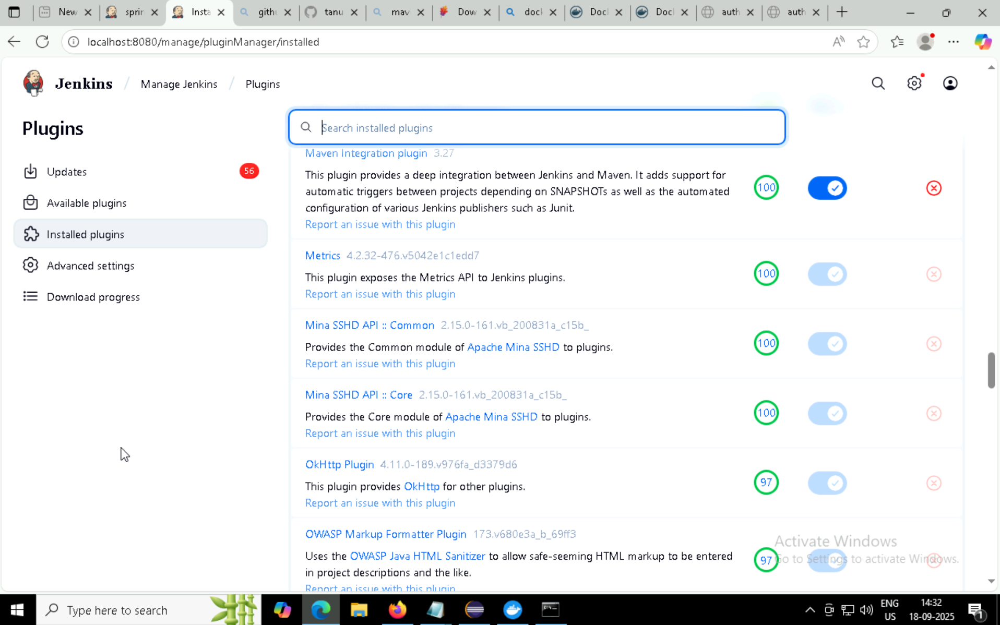 New
sprir
Insta
gith
tanu
mav
Dow
doc
Doc
Doc
auth
auth
localhost:8080/manage/pluginManager/installed
Jenkins / Manage Jenkins / Plugins
Plugins
Search installed plugins
Updates 56
Available plugins
Installed plugins
Advanced settings
Download progress
Maven Integration plugin 3.27
This plugin provides a deep integration between Jenkins and Maven. It adds support for
automatic triggers between projects depending on SNAPSHOTs as well as the automated
configuration of various Jenkins publishers such as Junit.
Report an issue with this plugin
100
Metrics 4.2.32-476.v5042e1c1edd7
This plugin exposes the Metrics API to Jenkins plugins.
Report an issue with this plugin
100
Mina SSHD API :: Common 2.15.0-161.vb_200831a_c15b_
Provides the Common module of Apache Mina SSHD to plugins.
Report an issue with this plugin
100
Mina SSHD API :: Core 2.15.0-161.vb_200831a_c15b_
Provides the Core module of Apache Mina SSHD to plugins.
Report an issue with this plugin
100
OkHttp Plugin 4.11.0-189.v976fa_d3379d6
This plugin provides OkHttp for other plugins.
Report an issue with this plugin
97
OWASP Markup Formatter Plugin 173.v680e3a_b_69ff3
Uses the OWASP Java HTML Sanitizer to allow safe-seeming HTML markup to be entered
in project descriptions and the like.
Report an issue with this plugin
97
Activate Windows
Go to Settings to activate Windows.
Type here to search
ENG
US
14:32
18-09-2025
1